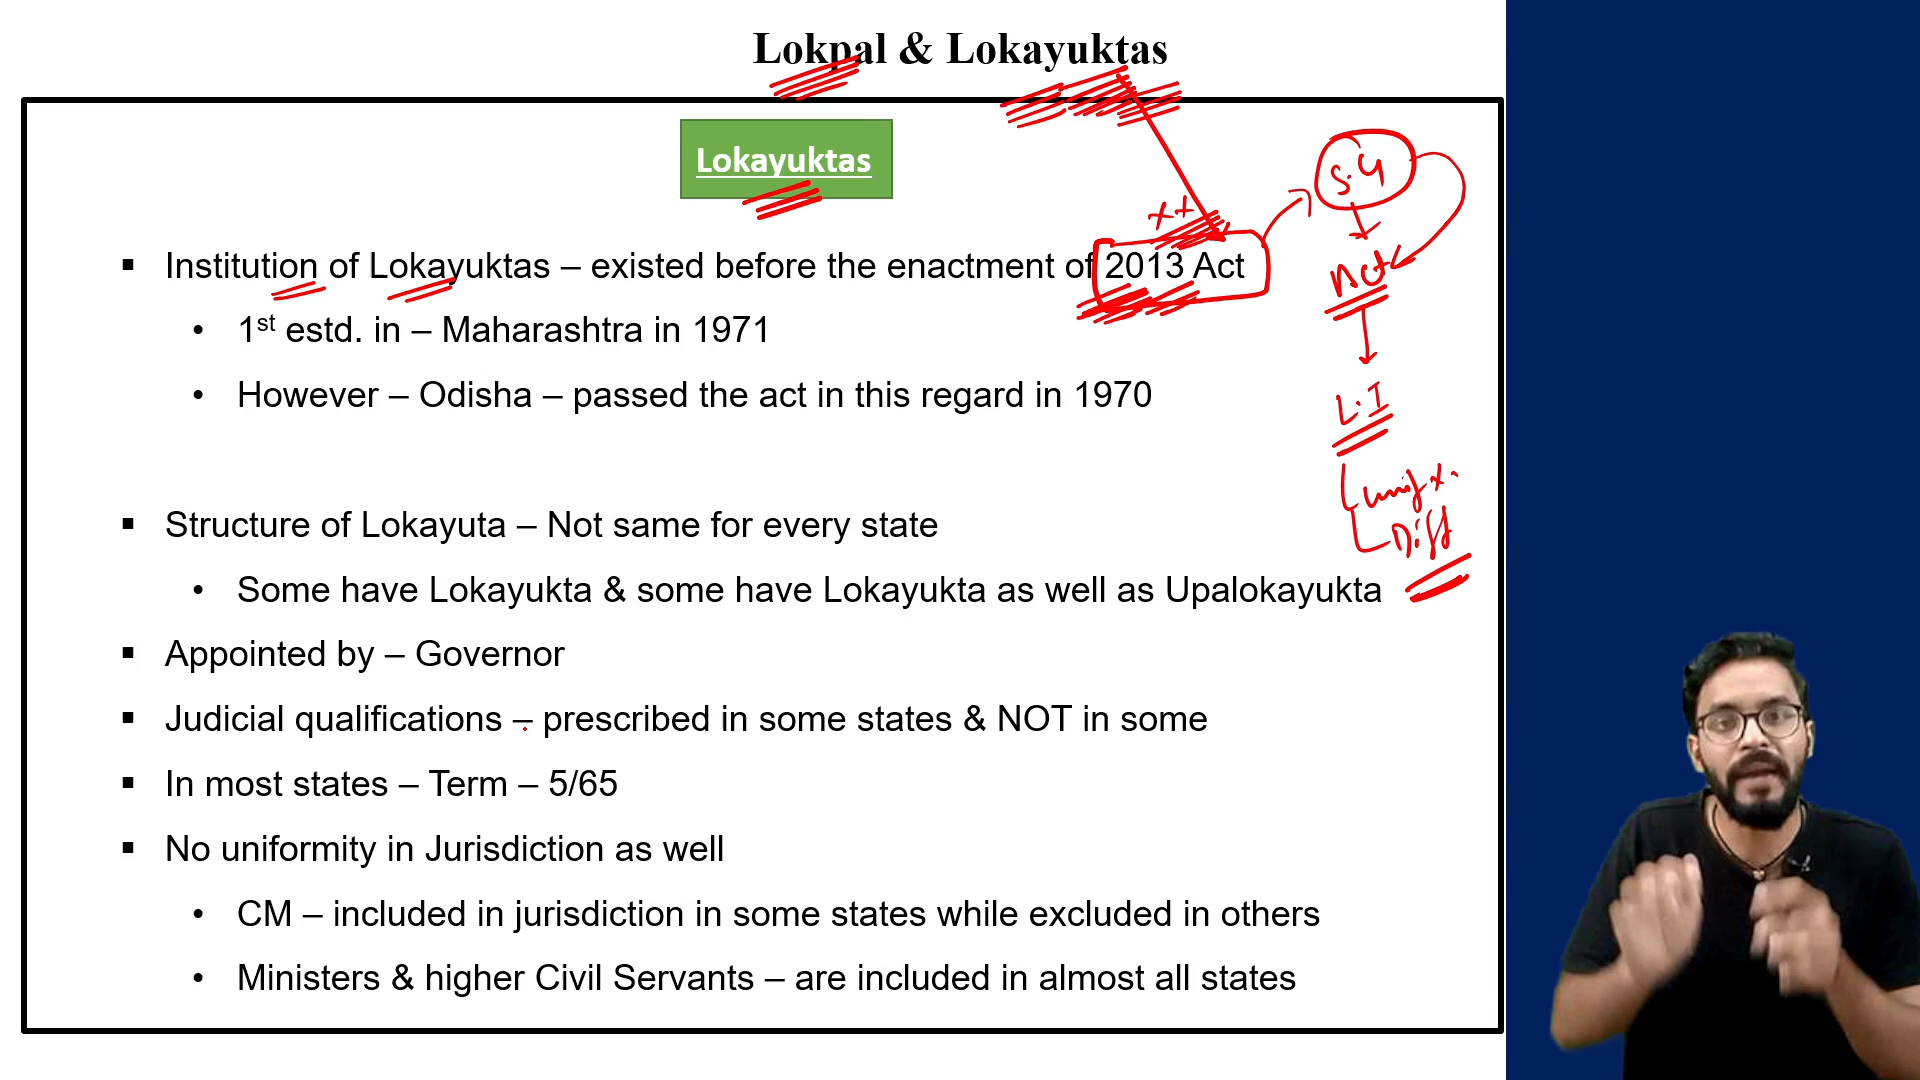 Lokpal & Lokayuktas
Lokayuktas
▪ Institution of Lokayuktas – existed before the enactment of 2013 Act
• 1st estd. in – Maharashtra in 1971
• However – Odisha – passed the act in this regard in 1970
▪ Structure of Lokayuta – Not same for every state
• Some have Lokayukta & some have Lokayukta as well as Upalokayukta
▪ Appointed by – Governor
▪ Judicial qualifications – prescribed in some states & NOT in some
▪ In most states – Term – 5/65
▪ No uniformity in Jurisdiction as well
• CM – included in jurisdiction in some states while excluded in others
• Ministers & higher Civil Servants – are included in almost all states
S.G
Act
L.I
unif x.
Diff